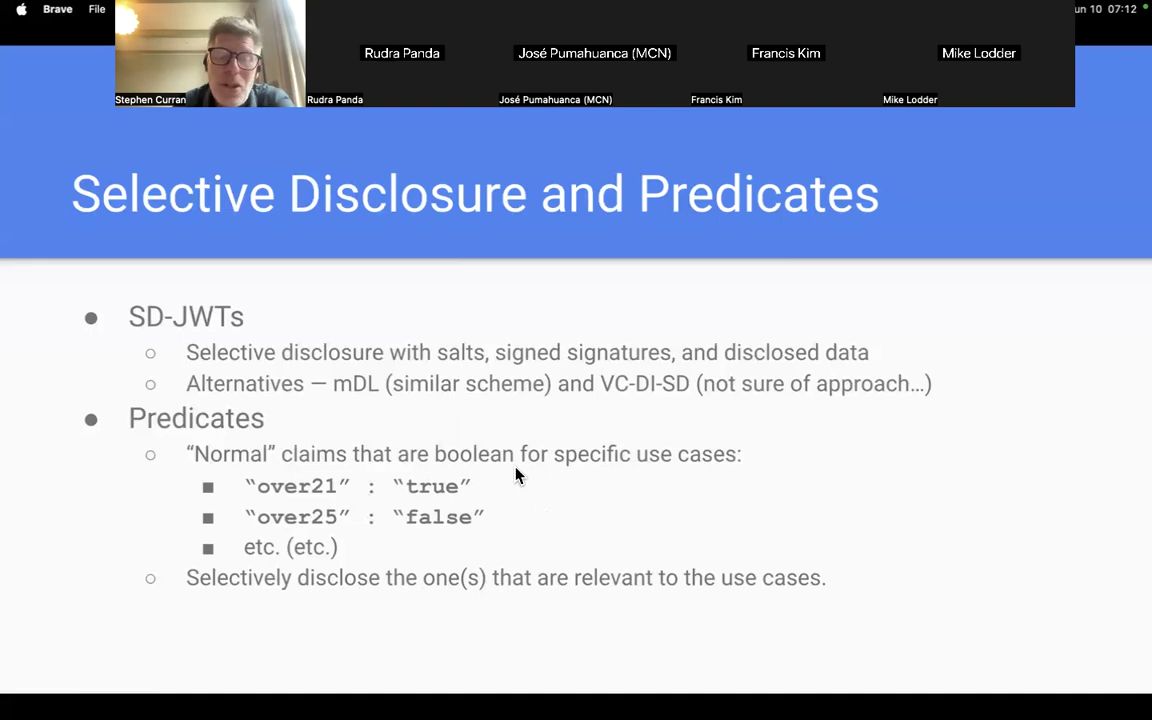 Brave File un 10 07:12
Rudra Panda José Pumahuanca (MCN) Francis Kim Mike Lodder
Stephen Curran Rudra Panda José Pumahuanca (MCN) Francis Kim Mike Lodder
Selective Disclosure and Predicates
● SD-JWTs
○ Selective disclosure with salts, signed signatures, and disclosed data
○ Alternatives — mDL (similar scheme) and VC-DI-SD (not sure of approach…)
● Predicates
○ “Normal” claims that are boolean for specific use cases:
■ “over21” : “true”
■ “over25” : “false”
■ etc. (etc.)
○ Selectively disclose the one(s) that are relevant to the use cases.